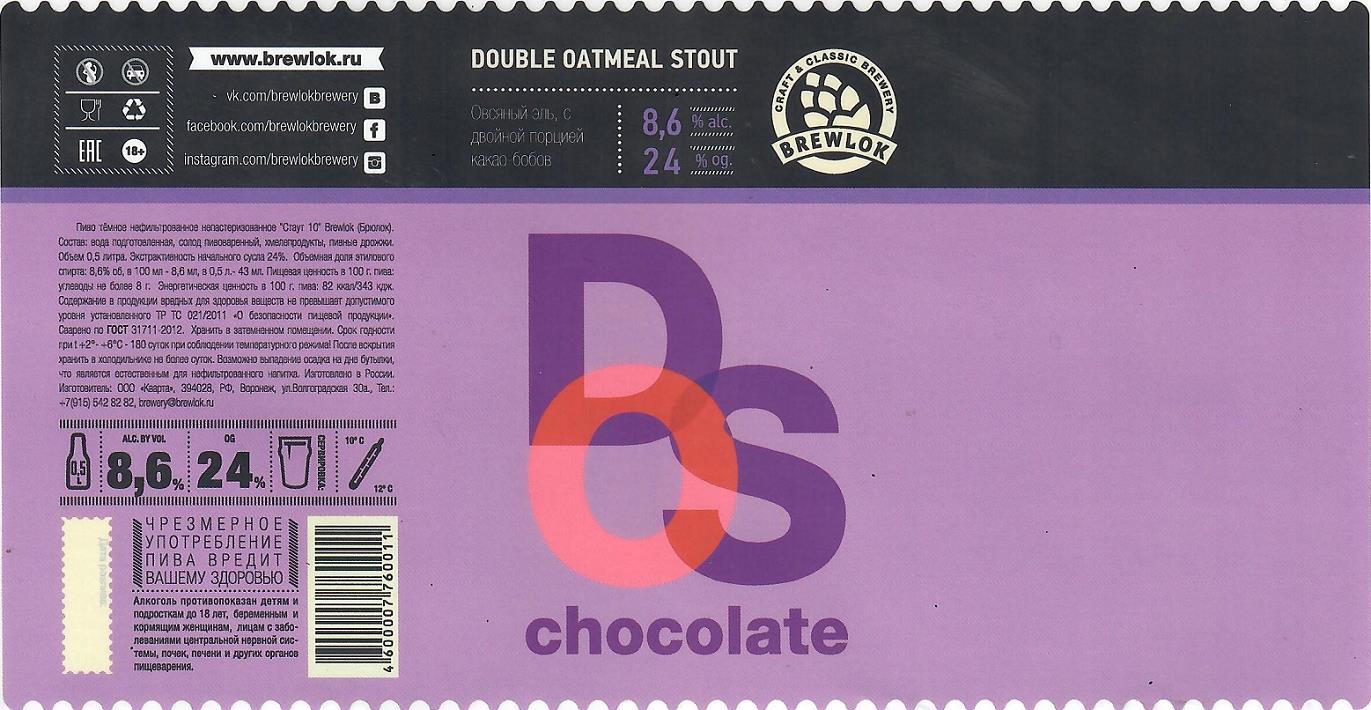 www.brewlok.ru
vk.com/brewlokbrewery
facebook.com/brewlokbrewery
instagram.com/brewlokbrewery
EAC
18+
DOUBLE OATMEAL STOUT
Овсяный эль, с
двойной порцией
какао-бобов
8,6 % alc.
24 % og.
CRAFT & CLASSIC BREWERY
BREWLOK
Пиво тёмное нефильтрованное непастеризованное "Стаут 10" Brewlok (Брюлок).
Состав: вода подготовленная, солод пивоваренный, хмелепродукты, пивные дрожжи.
Объем 0,5 литра. Экстрактивность начального сусла 24%. Объемная доля этилового
спирта: 8,6% об, в 100 мл - 8,6 мл, в 0,5 л.- 43 мл. Пищевая ценность в 100 г. пива:
углеводы не более 8 г. Энергетическая ценность в 100 г. пива: 82 ккал/343 кдж.
Содержание в продукции вредных для здоровья веществ не превышает допустимого
уровня установленного ТР ТС 021/2011 «О безопасности пищевой продукции».
Сварено по ГОСТ 31711-2012. Хранить в затемненном помещении. Срок годности
при t +2°- +6°С - 180 суток при соблюдении температурного режима! После вскрытия
хранить в холодильнике не более суток. Возможно выпадение осадка на дне бутылки,
что является естественным для нефильтрованного напитка. Изготовлено в России.
Изготовитель: ООО «Кварта», 394028, РФ, Воронеж, ул.Волгоградская 30а., Тел.:
+7(915) 542 82 82, brewery@brewlok.ru
0,5 L
ALC. BY VOL
8,6%
OG
24%
СЕРВИРОВКА:
10° C
12° C
ЧРЕЗМЕРНОЕ
УПОТРЕБЛЕНИЕ
ПИВА ВРЕДИТ
ВАШЕМУ ЗДОРОВЬЮ
Алкоголь противопоказан детям и
подросткам до 18 лет, беременным и
кормящим женщинам, лицам с забо-
леваниями центральной нервной сис-
темы, почек, печени и других органов
пищеварения.
4 600007 760011
DOS
chocolate